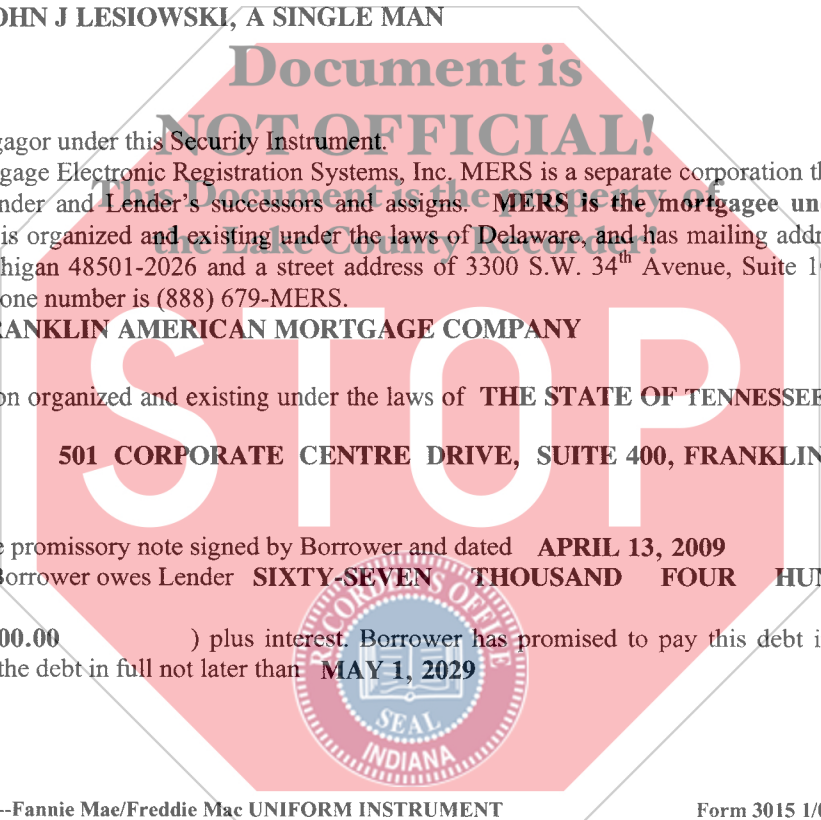 OHN J LESIOWSKI, A SINGLE MAN
Document is
NOT OFFICIAL!
gagor under this Security Instrument.
gage Electronic Registration Systems, Inc. MERS is a separate corporation th
This Document is the property of
nder and Lender's successors and assigns. MERS is the mortgagee un
the Lake County Recorder!
is organized and existing under the laws of Delaware, and has mailing addr
higan 48501-2026 and a street address of 3300 S.W. 34th Avenue, Suite 1
one number is (888) 679-MERS.
RANKLIN AMERICAN MORTGAGE COMPANY
on organized and existing under the laws of THE STATE OF TENNESSEE
501 CORPORATE CENTRE DRIVE, SUITE 400, FRANKLIN
STOP
e promissory note signed by Borrower and dated APRIL 13, 2009
Borrower owes Lender SIXTY-SEVEN THOUSAND FOUR HUN
00.00 ) plus interest. Borrower has promised to pay this debt i
the debt in full not later than MAY 1, 2029
RECORDER'S OFFICE
SEAL
INDIANA
--Fannie Mae/Freddie Mac UNIFORM INSTRUMENT Form 3015 1/0